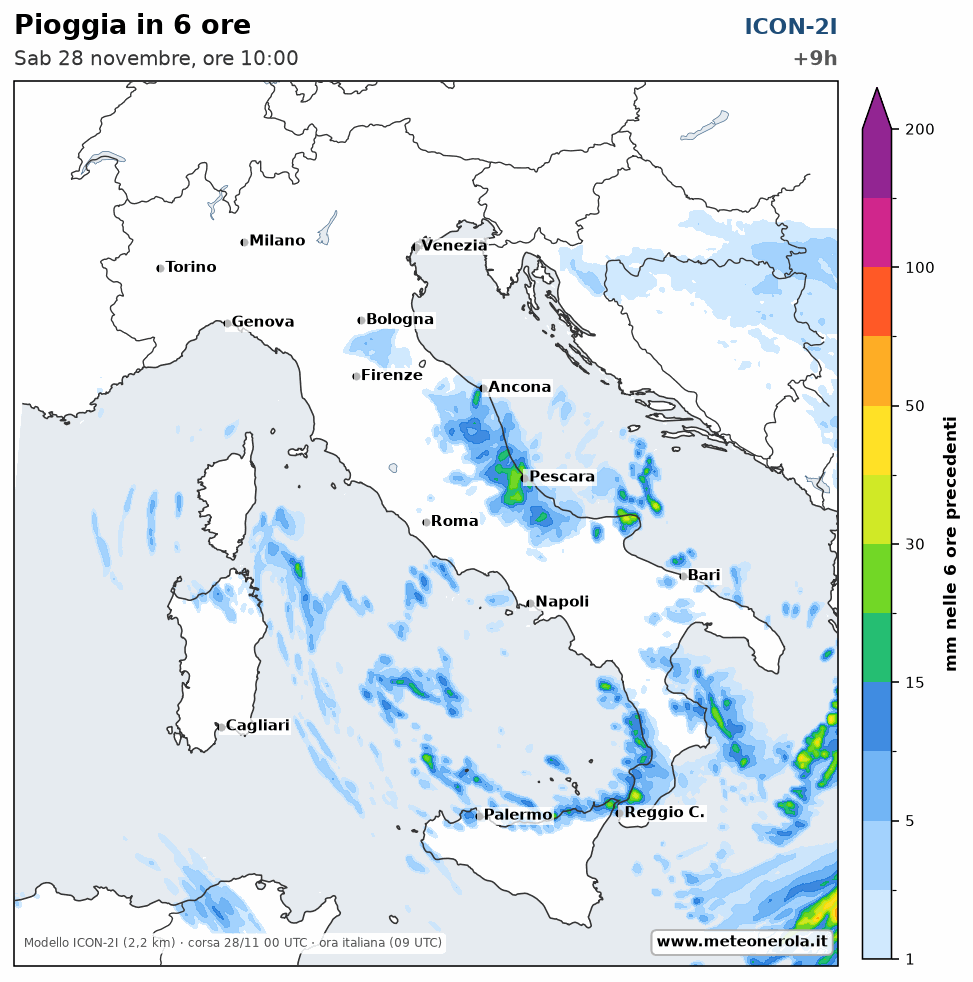 Pioggia in 6 ore
ICON-2I
Sab 28 novembre, ore 10:00
+9h
200
Milano
Venezia
Torino
100
Genova
Bologna
Firenze
Ancona
50
Pescara
Roma
30
Bari
Napoli
mm nelle 6 ore precedenti
15
Cagliari
Palermo
Reggio C.
5
Modello ICON-2I (2,2 km) · corsa 28/11 00 UTC · ora italiana (09 UTC)
www.meteonerola.it
1